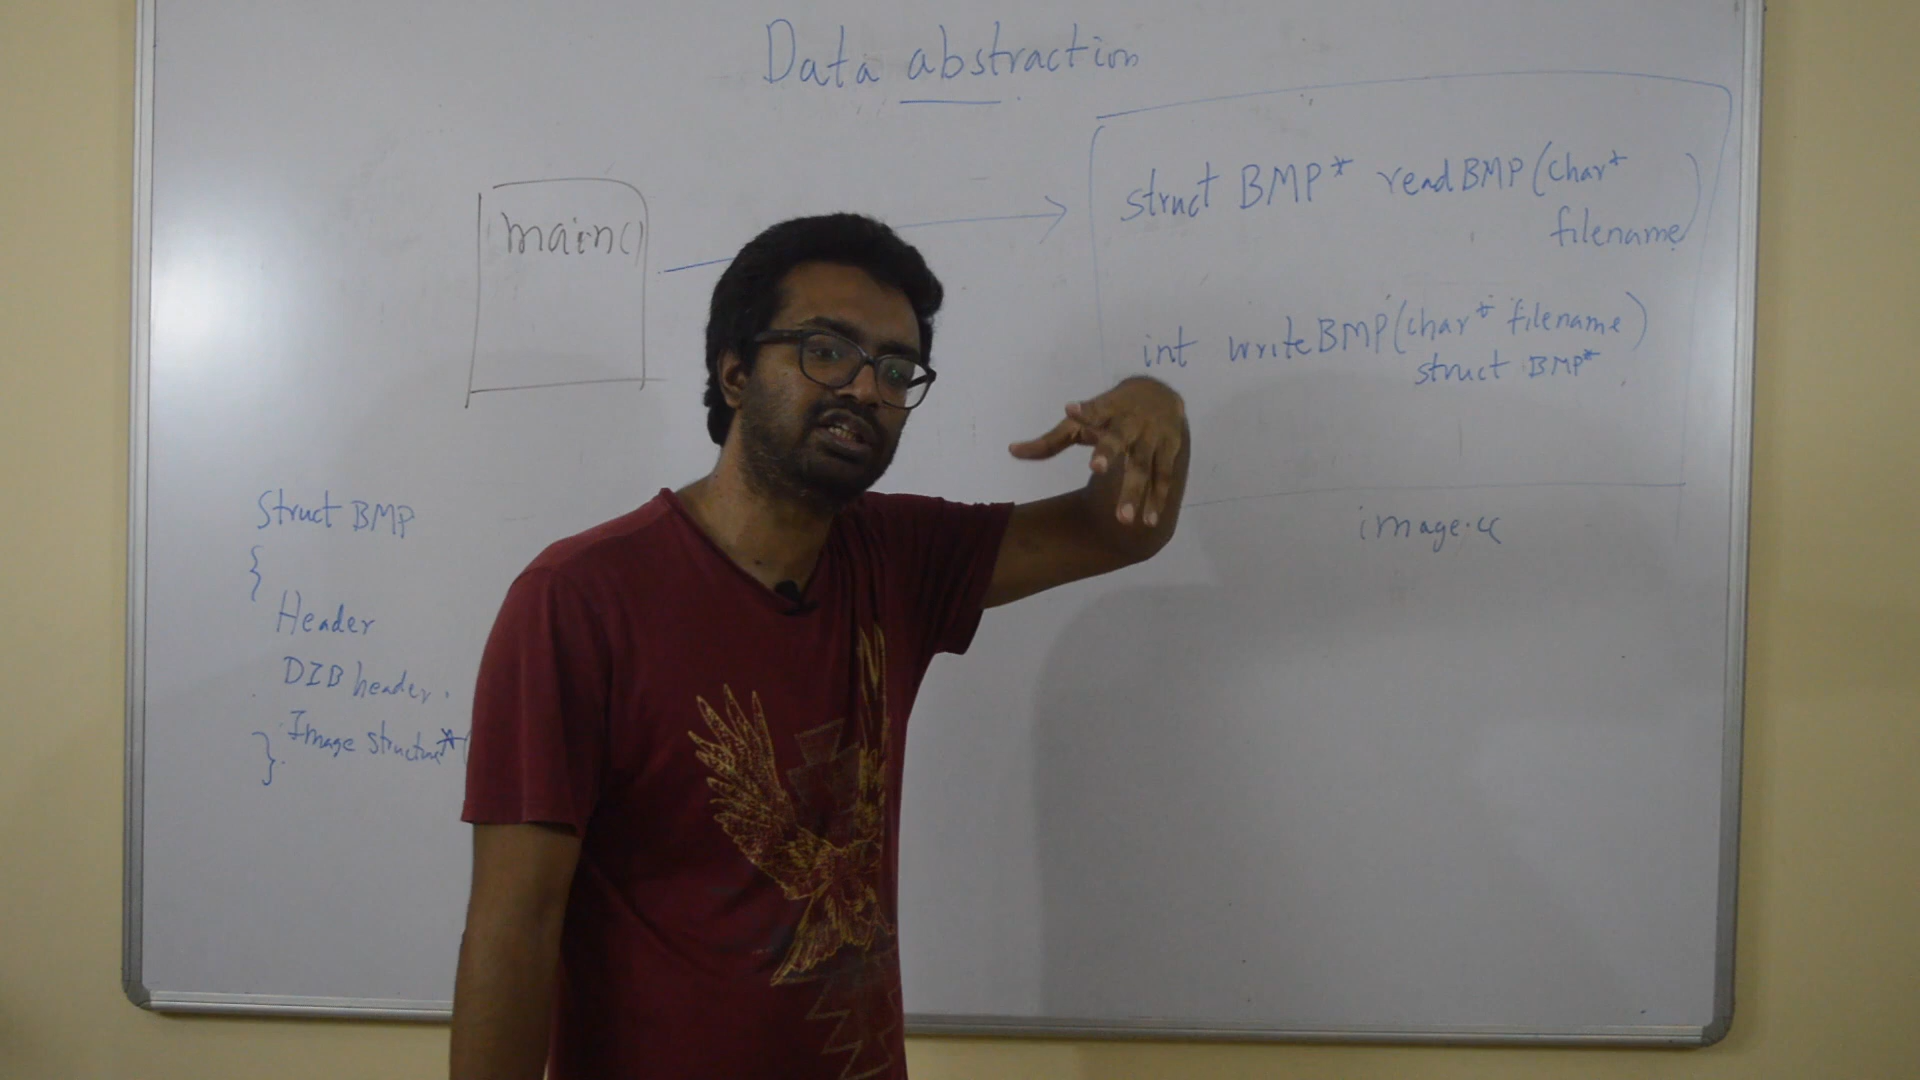 Data abstraction
main()
struct BMP* readBMP(char*
filename)
int writeBMP(char* filename)
struct BMP*
image.c
Struct BMP
{
Header
DIB header.
Image structure*
}